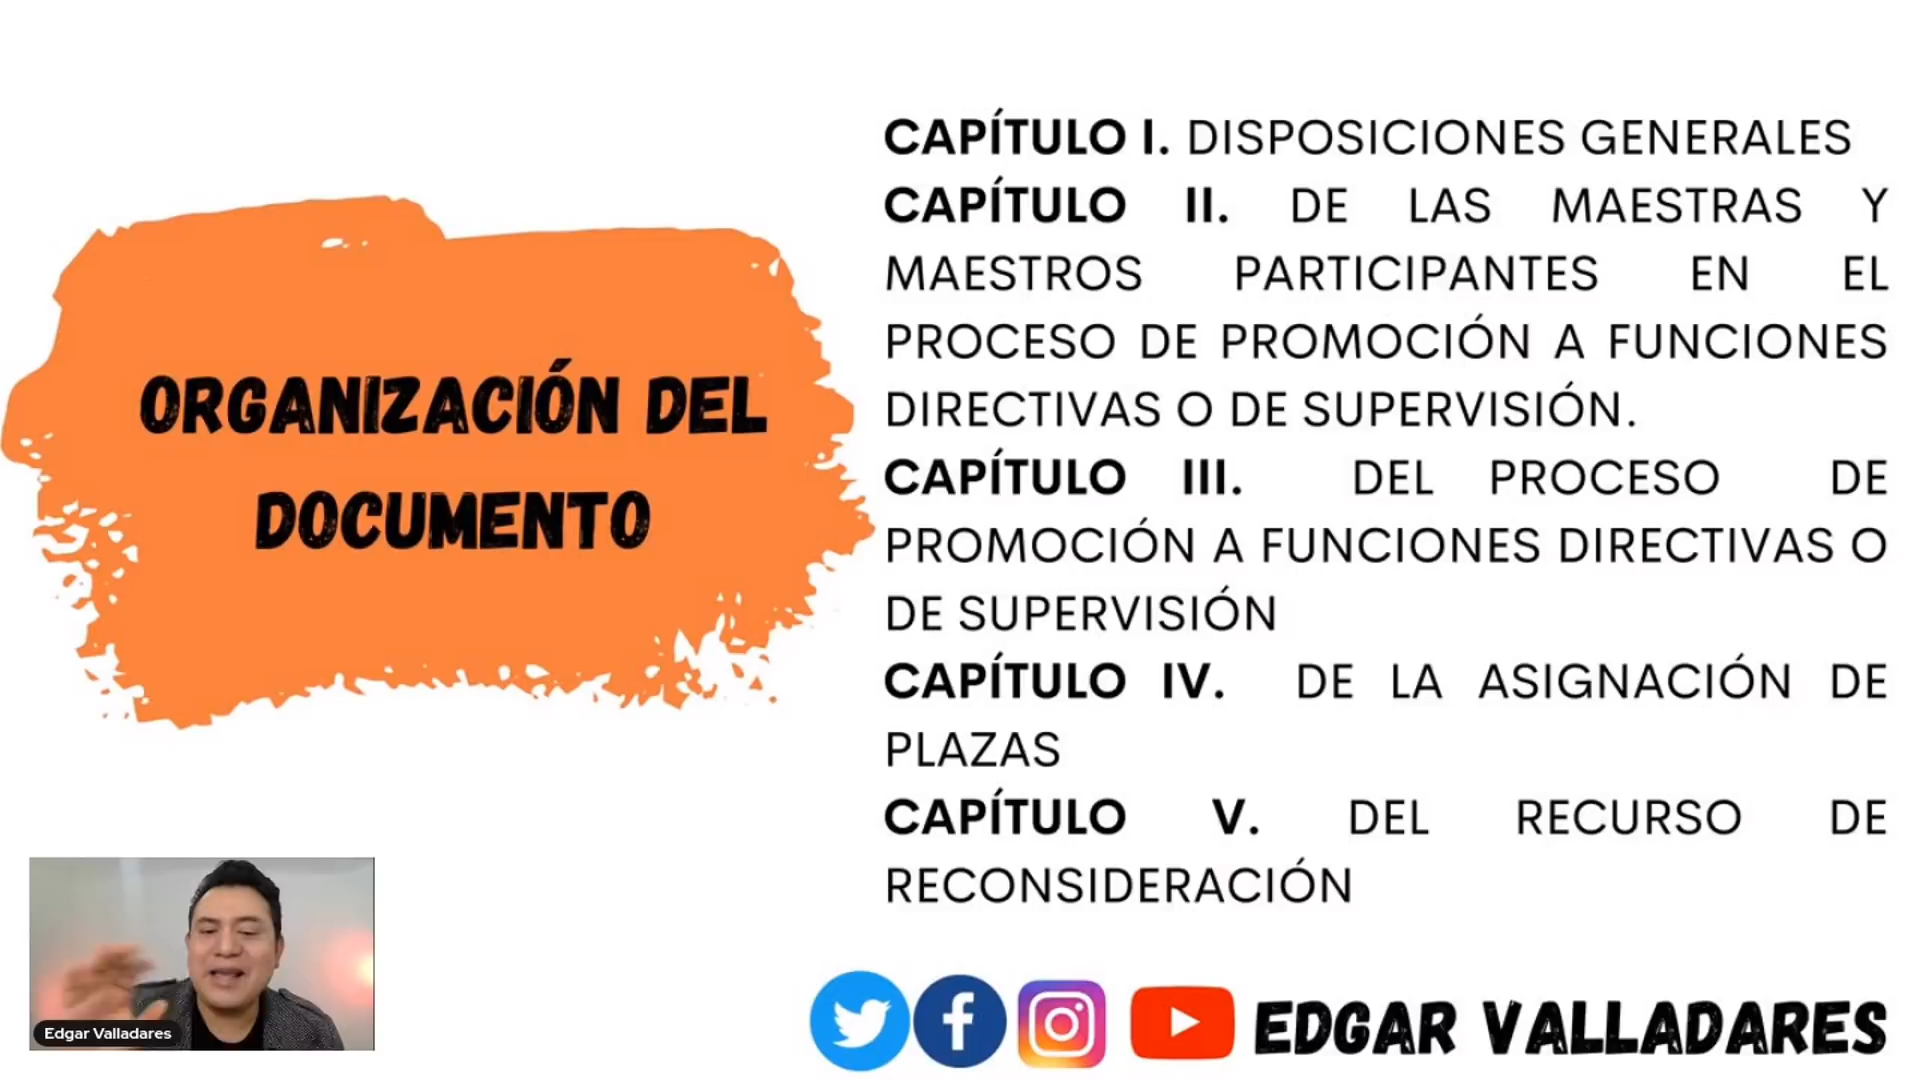 ORGANIZACIÓN DEL
DOCUMENTO
CAPÍTULO I. DISPOSICIONES GENERALES
CAPÍTULO II. DE LAS MAESTRAS Y
MAESTROS PARTICIPANTES EN EL
PROCESO DE PROMOCIÓN A FUNCIONES
DIRECTIVAS O DE SUPERVISIÓN.
CAPÍTULO III. DEL PROCESO DE
PROMOCIÓN A FUNCIONES DIRECTIVAS O
DE SUPERVISIÓN
CAPÍTULO IV. DE LA ASIGNACIÓN DE
PLAZAS
CAPÍTULO V. DEL RECURSO DE
RECONSIDERACIÓN
Edgar Valladares
EDGAR VALLADARES